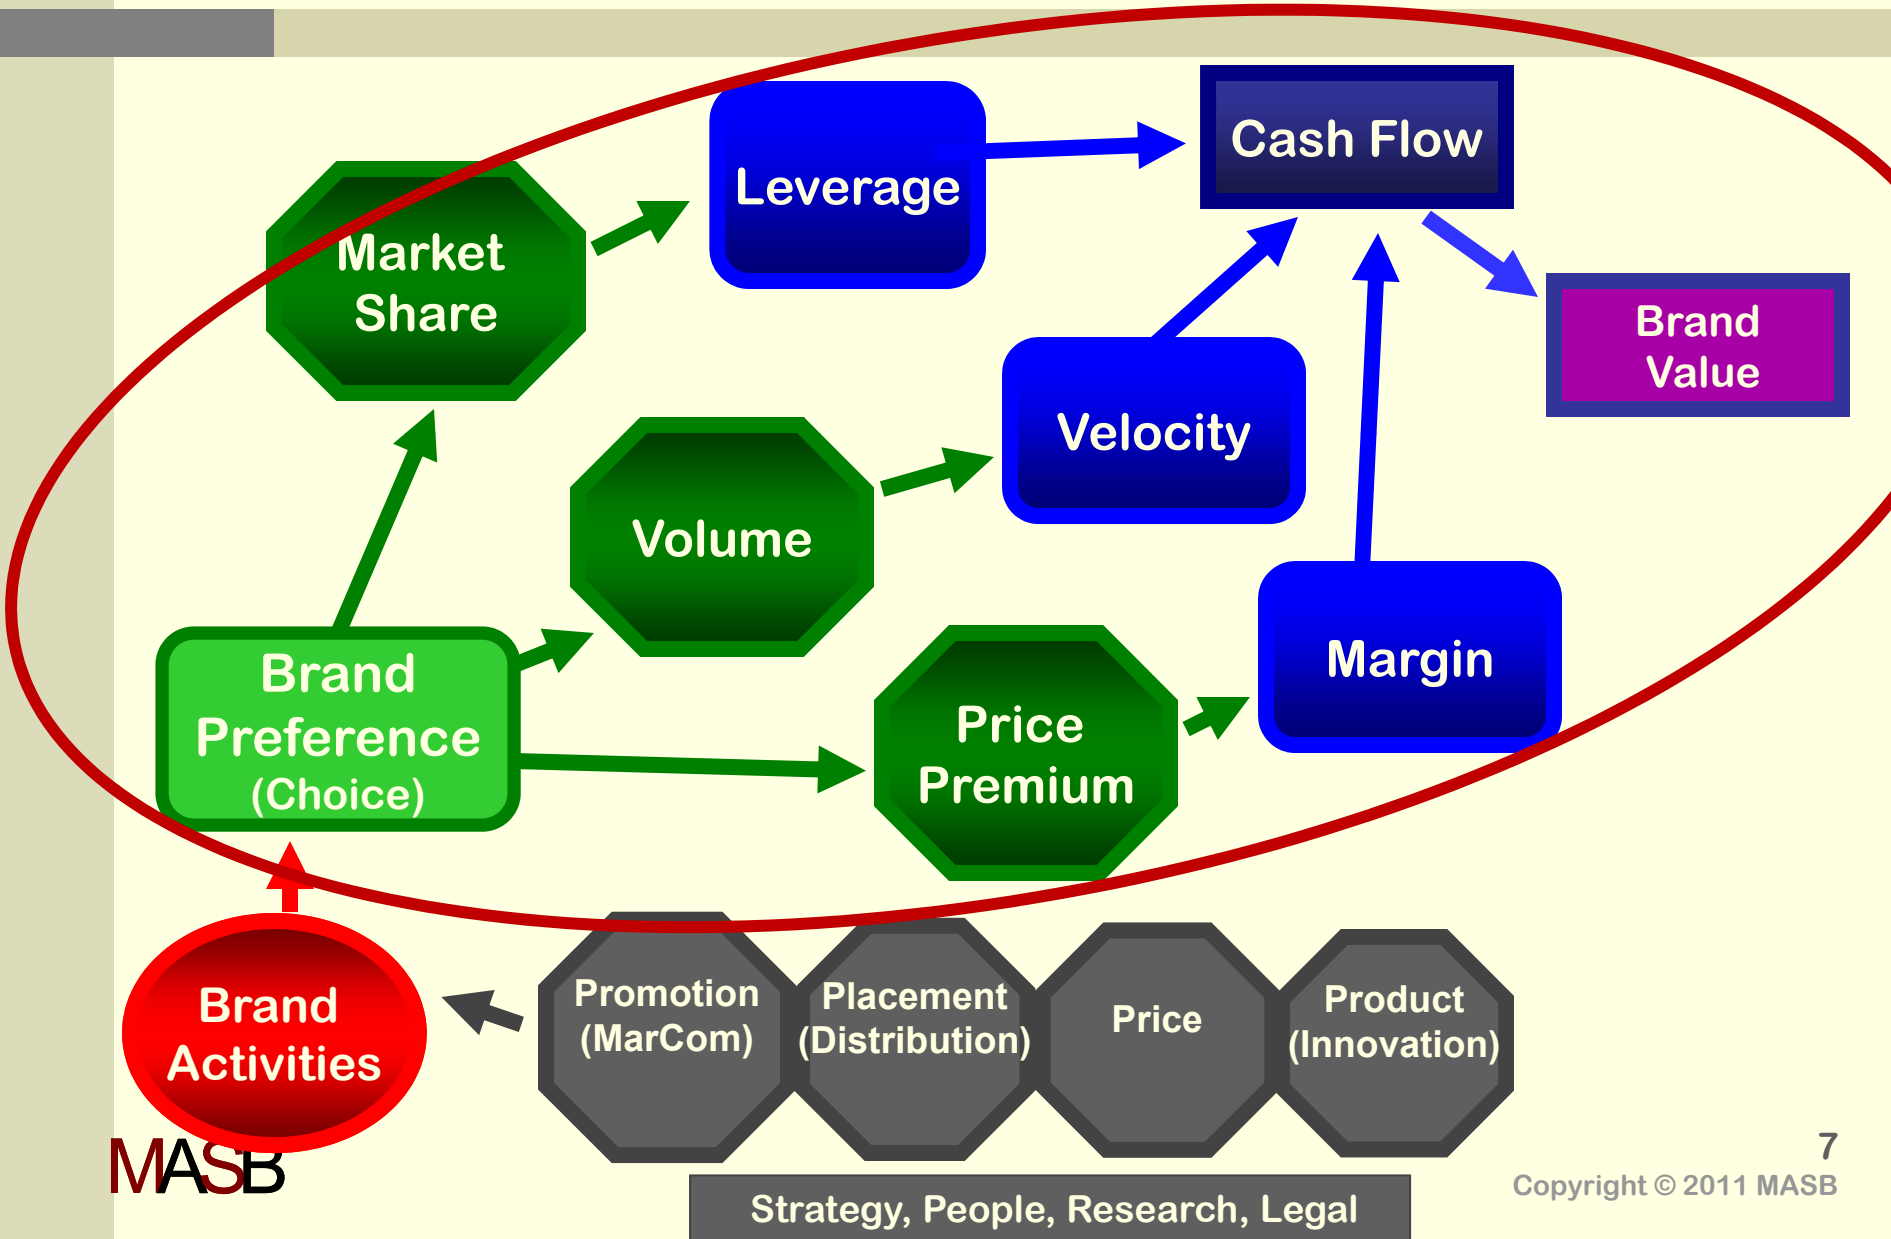 Leverage
Cash Flow
Market
Share
Brand
Value
Velocity
Volume
Margin
Brand
Preference
(Choice)
Price
Premium
Brand
Activities
Promotion
(MarCom)
Placement
(Distribution)
Price
Product
(Innovation)
MASB
7
Copyright © 2011 MASB
Strategy, People, Research, Legal